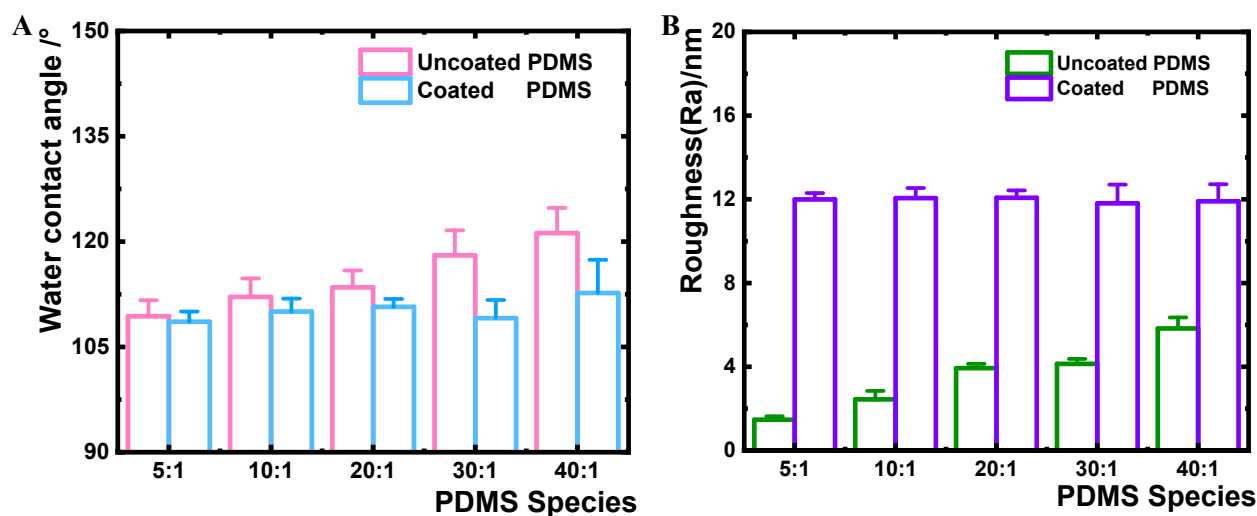 A
Water contact angle /°
150
135
120
105
90
Uncoated PDMS
Coated PDMS
5:1 10:1 20:1 30:1 40:1
PDMS Species
B
Roughness(Ra)/nm
20
16
12
8
4
0
Uncoated PDMS
Coated PDMS
5:1 10:1 20:1 30:1 40:1
PDMS Species